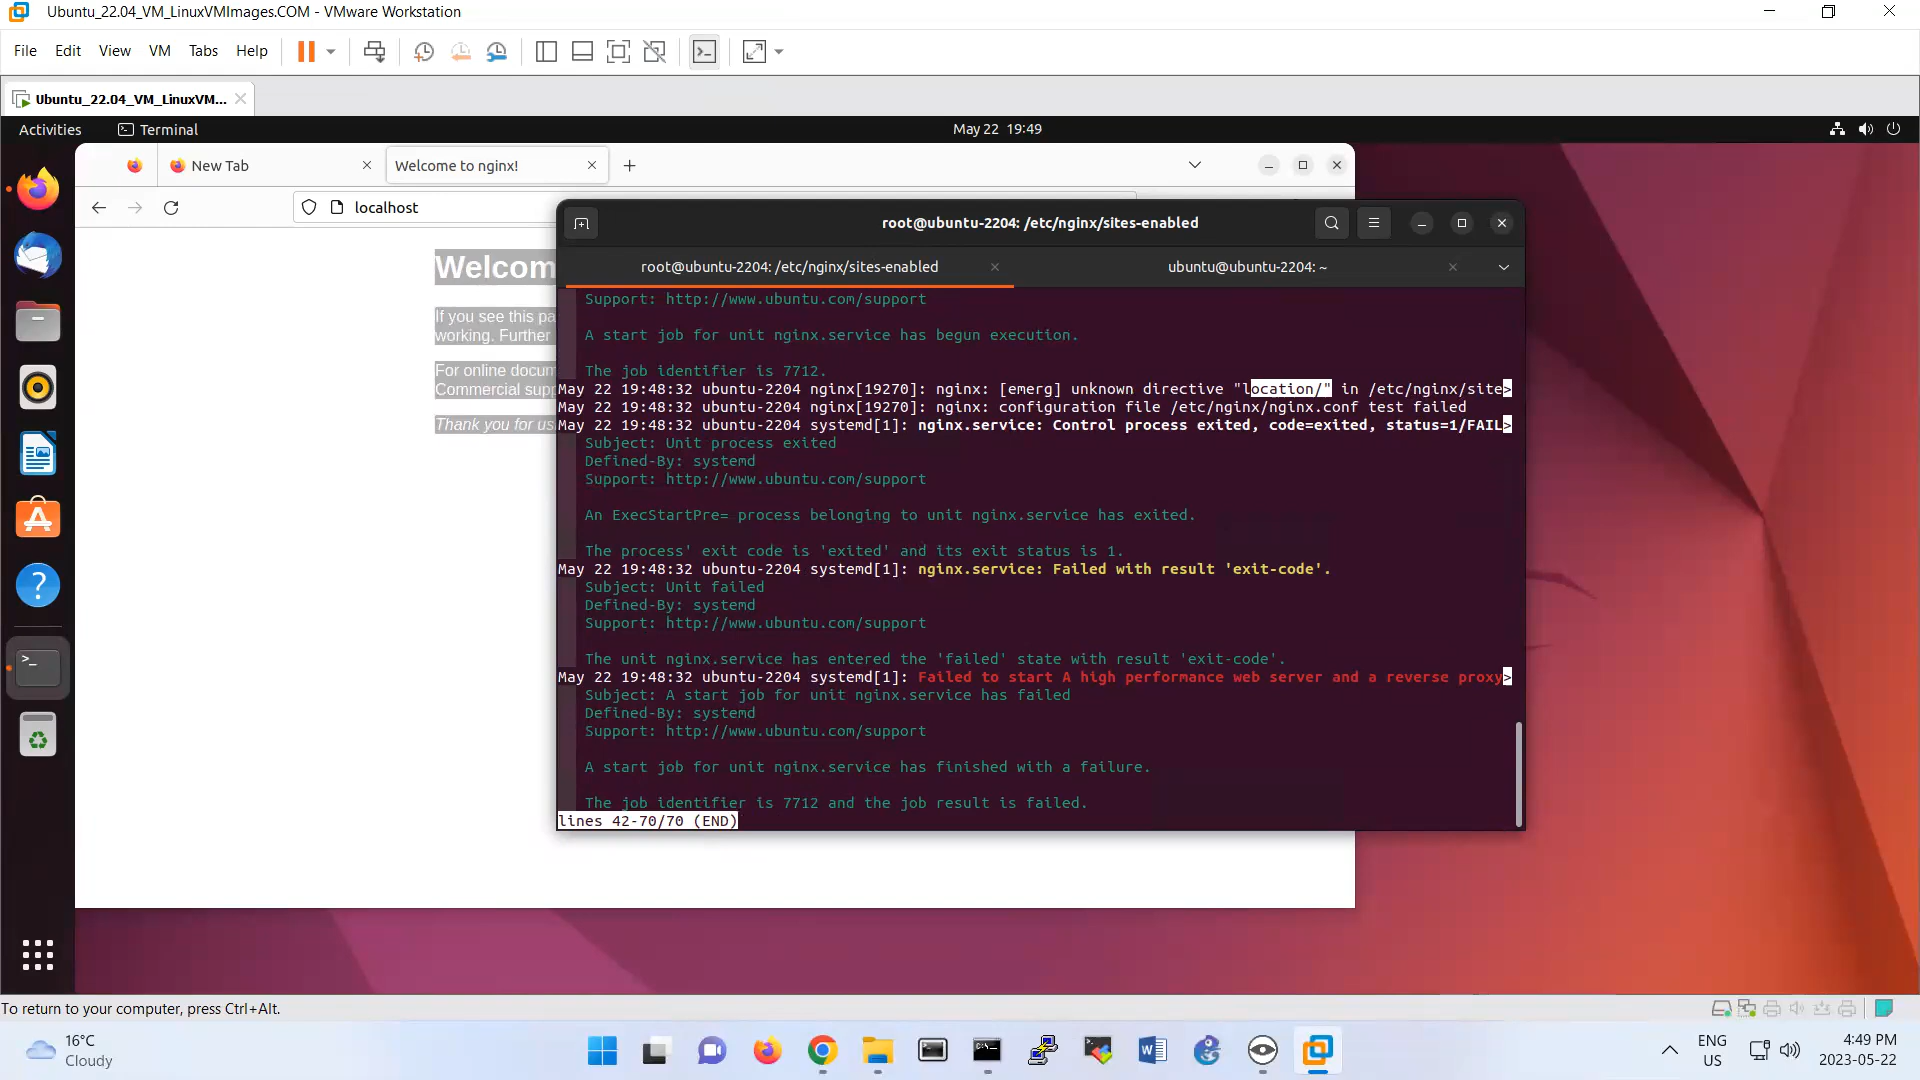 Ubuntu_22.04_VM_LinuxVMImages.COM - VMware Workstation
File Edit View VM Tabs Help
Ubuntu_22.04_VM_LinuxVM...
Activities Terminal May 22 19:49
New Tab Welcome to nginx!
localhost
Welcom
If you see this pa
working. Further
For online docum
Commercial supp
Thank you for us
root@ubuntu-2204: /etc/nginx/sites-enabled
root@ubuntu-2204: /etc/nginx/sites-enabled ubuntu@ubuntu-2204: ~
Support: http://www.ubuntu.com/support
A start job for unit nginx.service has begun execution.
The job identifier is 7712.
May 22 19:48:32 ubuntu-2204 nginx[19270]: nginx: [emerg] unknown directive "location/" in /etc/nginx/site>
May 22 19:48:32 ubuntu-2204 nginx[19270]: nginx: configuration file /etc/nginx/nginx.conf test failed
May 22 19:48:32 ubuntu-2204 systemd[1]: nginx.service: Control process exited, code=exited, status=1/FAIL>
Subject: Unit process exited
Defined-By: systemd
Support: http://www.ubuntu.com/support
An ExecStartPre= process belonging to unit nginx.service has exited.
The process' exit code is 'exited' and its exit status is 1.
May 22 19:48:32 ubuntu-2204 systemd[1]: nginx.service: Failed with result 'exit-code'.
Subject: Unit failed
Defined-By: systemd
Support: http://www.ubuntu.com/support
The unit nginx.service has entered the 'failed' state with result 'exit-code'.
May 22 19:48:32 ubuntu-2204 systemd[1]: Failed to start A high performance web server and a reverse proxy>
Subject: A start job for unit nginx.service has failed
Defined-By: systemd
Support: http://www.ubuntu.com/support
A start job for unit nginx.service has finished with a failure.
The job identifier is 7712 and the job result is failed.
lines 42-70/70 (END)
To return to your computer, press Ctrl+Alt.
16°C
Cloudy
ENG
US
4:49 PM
2023-05-22